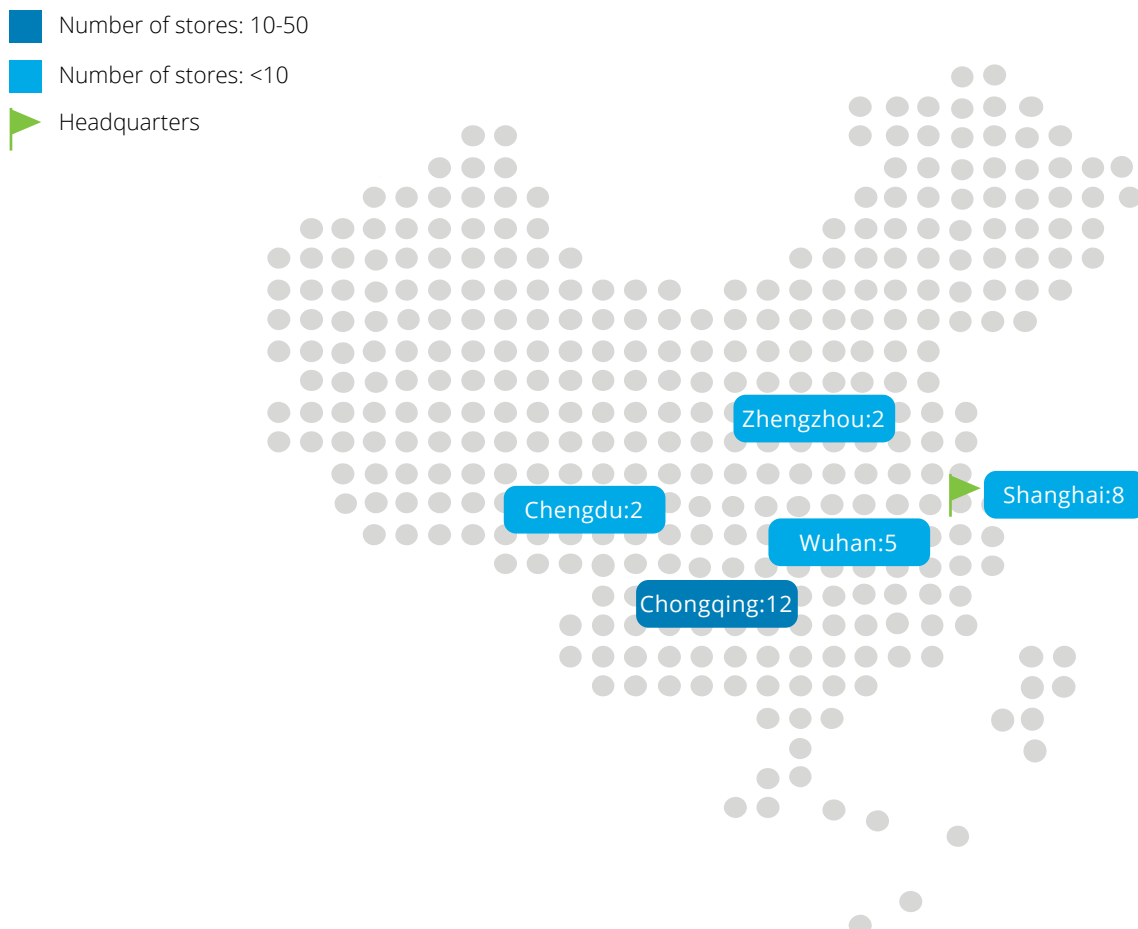 Number of stores: 10-50
Number of stores: <10
Headquarters
Zhengzhou:2
Shanghai:8
Chengdu:2
Wuhan:5
Chongqing:12